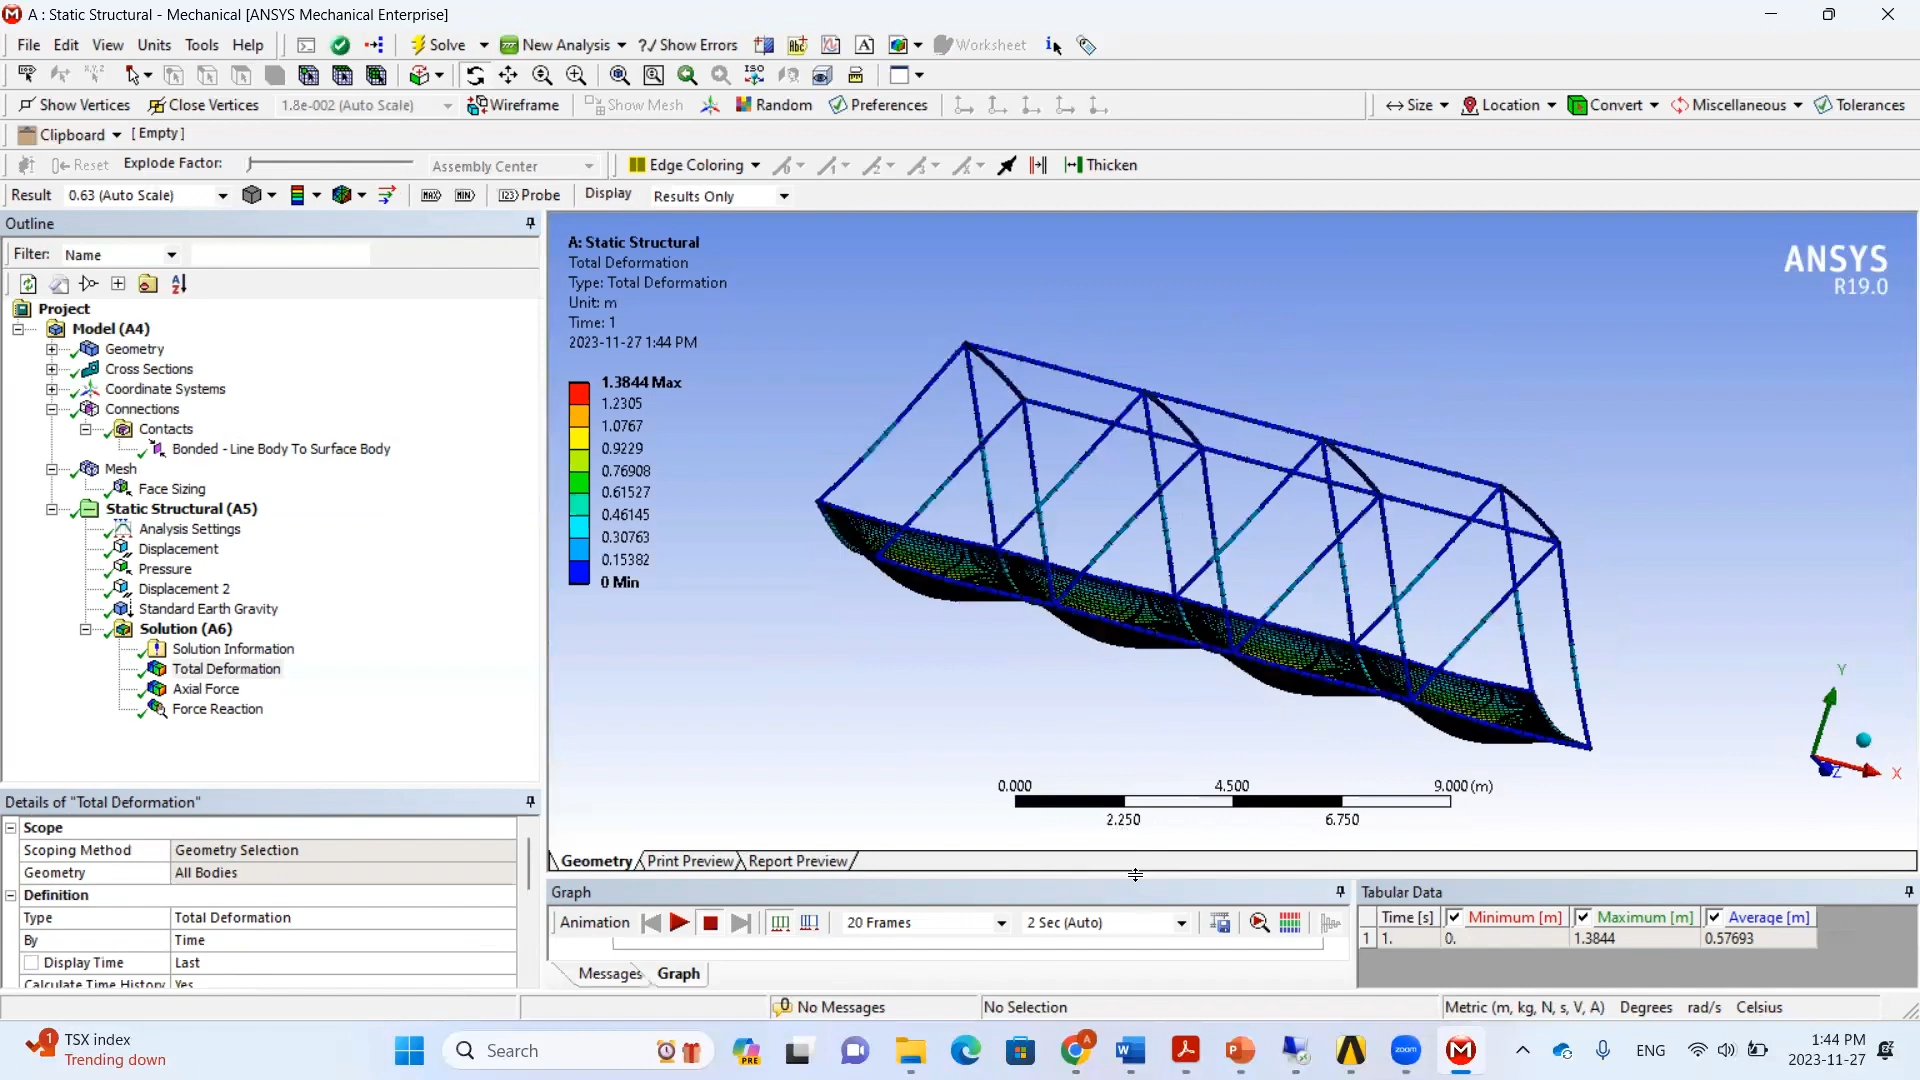 A : Static Structural - Mechanical [ANSYS Mechanical Enterprise]
File Edit View Units Tools Help Solve New Analysis ?/ Show Errors Worksheet
ISO
Show Vertices Close Vertices 1.8e-002 (Auto Scale) Wireframe Show Mesh Random Preferences Size Location Convert Miscellaneous Tolerances
Clipboard [ Empty ]
Reset Explode Factor: Assembly Center Edge Coloring Thicken
Result 0.63 (Auto Scale) MAX MIN Probe Display Results Only
Outline
Filter: Name
Project
Model (A4)
Geometry
Cross Sections
Coordinate Systems
Connections
Contacts
Bonded - Line Body To Surface Body
Mesh
Face Sizing
Static Structural (A5)
Analysis Settings
Displacement
Pressure
Displacement 2
Standard Earth Gravity
Solution (A6)
Solution Information
Total Deformation
Axial Force
Force Reaction
Details of "Total Deformation"
Scope
Scoping Method Geometry Selection
Geometry All Bodies
Definition
Type Total Deformation
By Time
Display Time Last
Calculate Time History Yes
A: Static Structural
Total Deformation
Type: Total Deformation
Unit: m
Time: 1
2023-11-27 1:44 PM
1.3844 Max
1.2305
1.0767
0.9229
0.76908
0.61527
0.46145
0.30763
0.15382
0 Min
ANSYS
R19.0
Y
X
Z
0.000 4.500 9.000 (m)
2.250 6.750
Geometry Print Preview Report Preview
Graph
Animation 20 Frames 2 Sec (Auto)
Messages Graph
Tabular Data
Time [s] Minimum [m] Maximum [m] Average [m]
1 1. 0. 1.3844 0.57693
No Messages No Selection Metric (m, kg, N, s, V, A) Degrees rad/s Celsius
1 TSX index
Trending down
Search
PRE
zoom
ENG
1:44 PM
2023-11-27